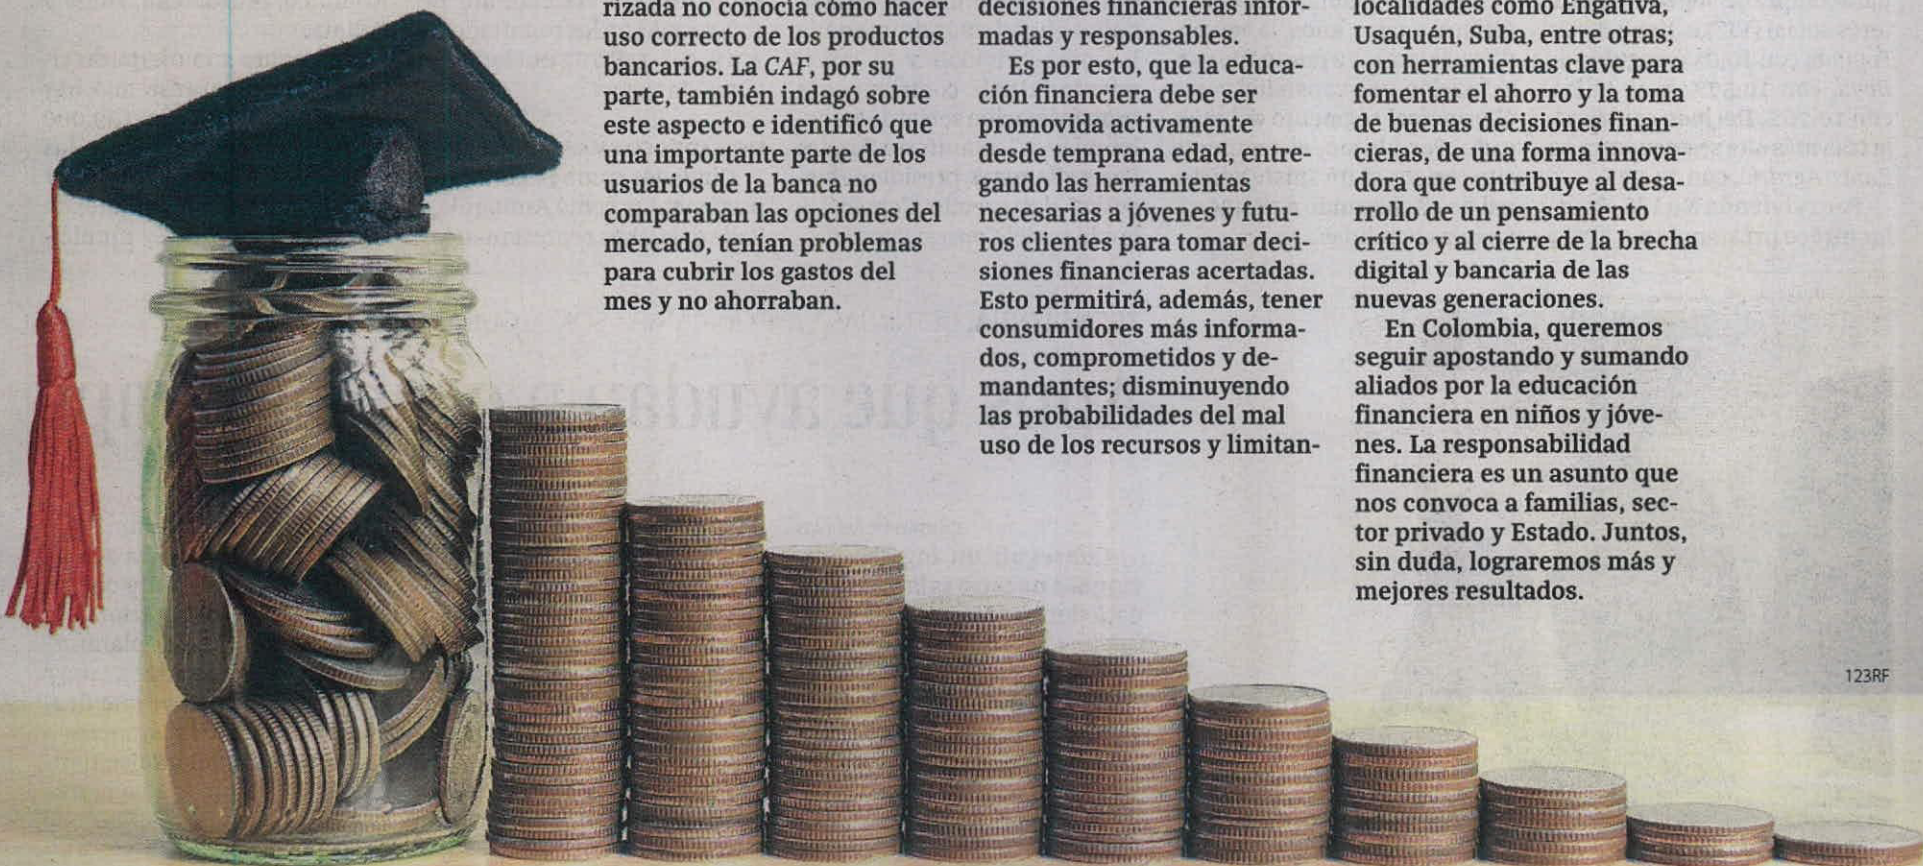 rizada no conocía cómo hacer
uso correcto de los productos
bancarios. La CAF, por su
parte, también indagó sobre
este aspecto e identificó que
una importante parte de los
usuarios de la banca no
comparaban las opciones del
mercado, tenían problemas
para cubrir los gastos del
mes y no ahorraban.
decisiones financieras infor-
madas y responsables.
Es por esto, que la educa-
ción financiera debe ser
promovida activamente
desde temprana edad, entre-
gando las herramientas
necesarias a jóvenes y futu-
ros clientes para tomar deci-
siones financieras acertadas.
Esto permitirá, además, tener
consumidores más informa-
dos, comprometidos y de-
mandantes; disminuyendo
las probabilidades del mal
uso de los recursos y limitan-
localidades como Engativá,
Usaquén, Suba, entre otras;
con herramientas clave para
fomentar el ahorro y la toma
de buenas decisiones finan-
cieras, de una forma innova-
dora que contribuye al desa-
rrollo de un pensamiento
crítico y al cierre de la brecha
digital y bancaria de las
nuevas generaciones.
En Colombia, queremos
seguir apostando y sumando
aliados por la educación
financiera en niños y jóve-
nes. La responsabilidad
financiera es un asunto que
nos convoca a familias, sec-
tor privado y Estado. Juntos,
sin duda, lograremos más y
mejores resultados.
123RF